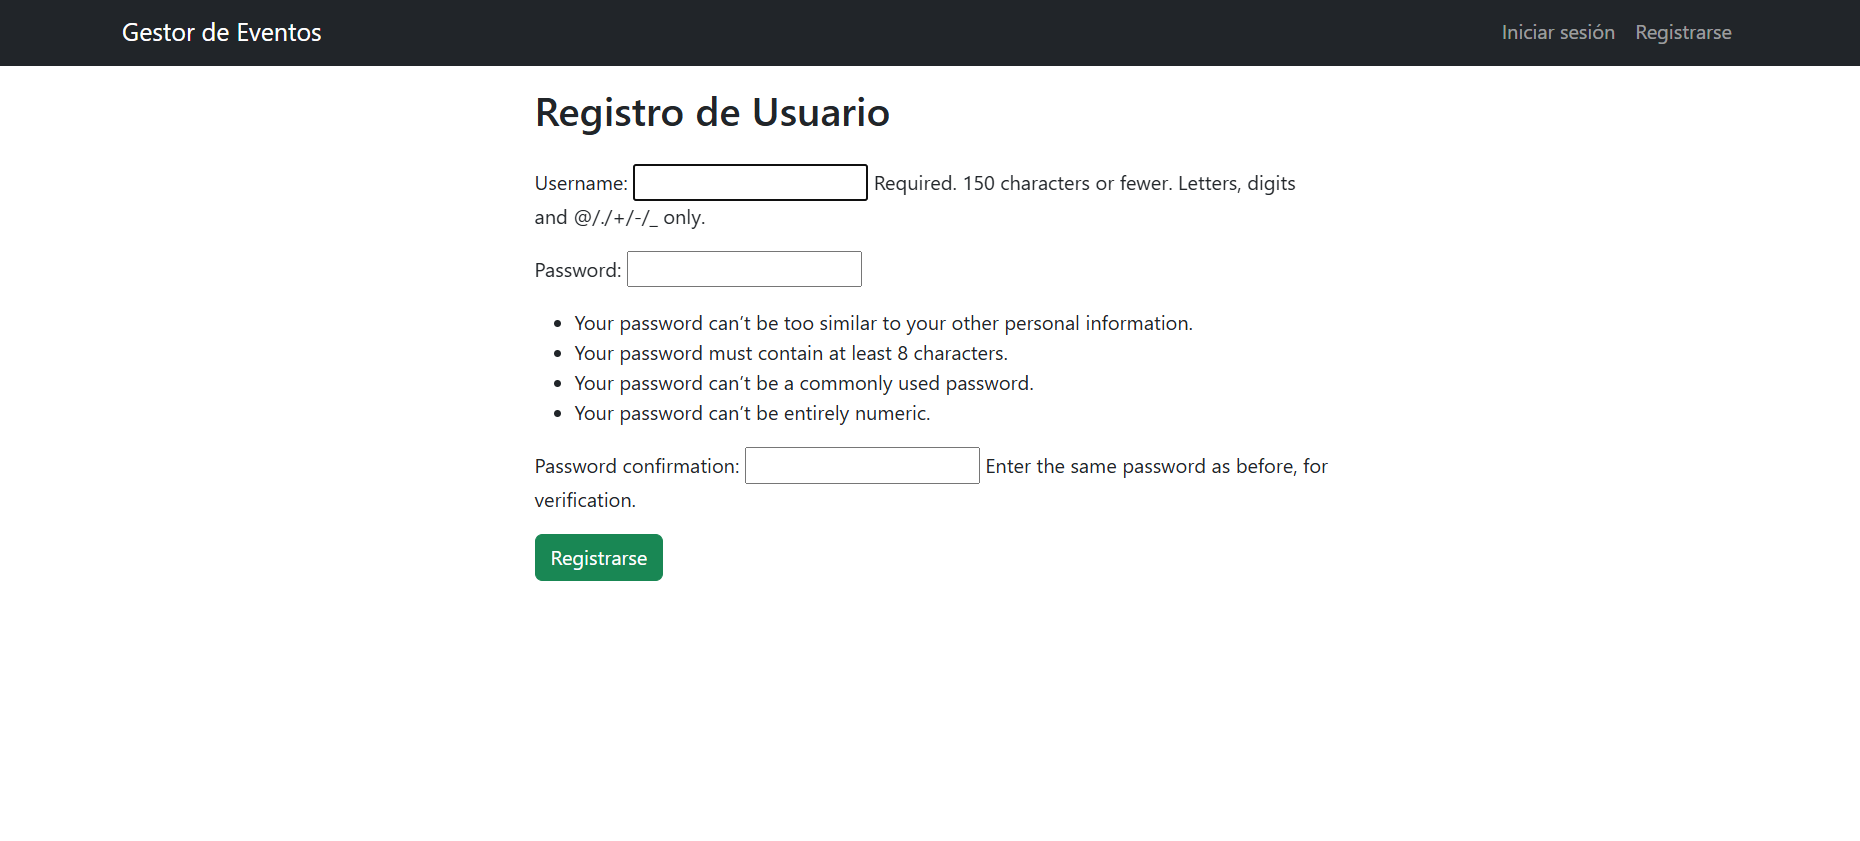 Gestor de Eventos
Iniciar sesión
Registrarse
Registro de Usuario
Username:
Required. 150 characters or fewer. Letters, digits
and @/./+/-/_ only.
Password:
Your password can’t be too similar to your other personal information.
Your password must contain at least 8 characters.
Your password can’t be a commonly used password.
Your password can’t be entirely numeric.
Password confirmation:
Enter the same password as before, for
verification.
Registrarse